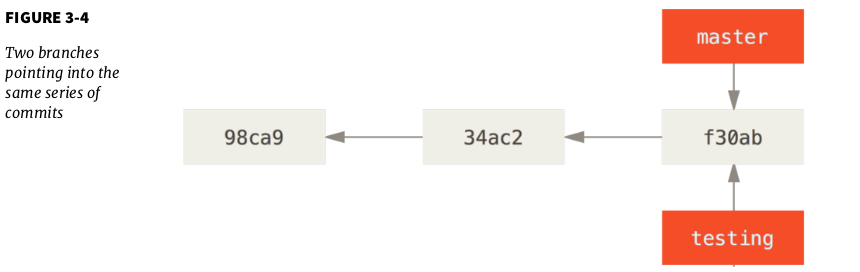 FIGURE 3-4
Two branches
pointing into the
same series of
commits
master
98ca9
34ac2
f30ab
testing